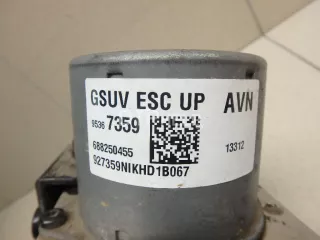 GSUV ESC UP AVN
9536 7359
688250455 13312
927359NIKHD1B067